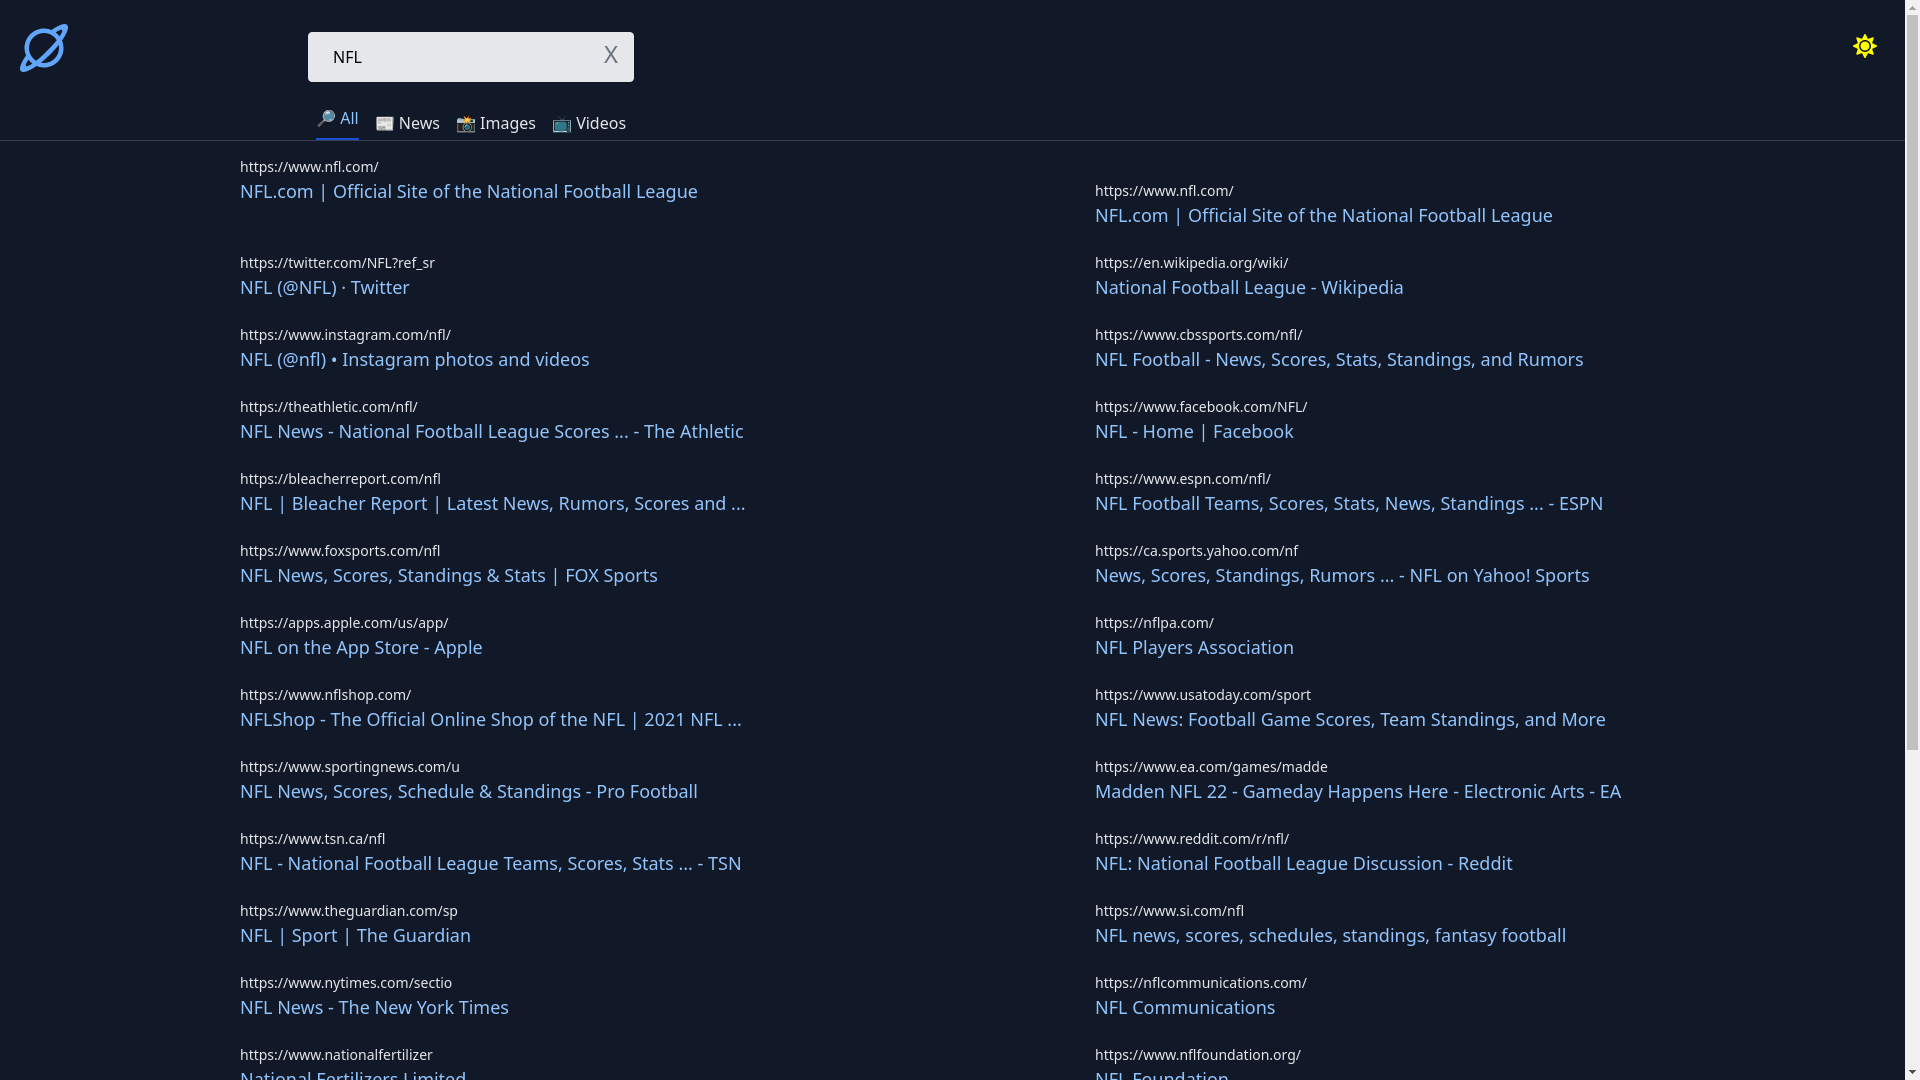 NFL X
🔎 All 📰 News 📸 Images 📺 Videos
https://www.nfl.com/
NFL.com | Official Site of the National Football League
https://www.nfl.com/
NFL.com | Official Site of the National Football League
https://twitter.com/NFL?ref_sr
NFL (@NFL) · Twitter
https://en.wikipedia.org/wiki/
National Football League - Wikipedia
https://www.instagram.com/nfl/
NFL (@nfl) • Instagram photos and videos
https://www.cbssports.com/nfl/
NFL Football - News, Scores, Stats, Standings, and Rumors
https://theathletic.com/nfl/
NFL News - National Football League Scores ... - The Athletic
https://www.facebook.com/NFL/
NFL - Home | Facebook
https://bleacherreport.com/nfl
NFL | Bleacher Report | Latest News, Rumors, Scores and ...
https://www.espn.com/nfl/
NFL Football Teams, Scores, Stats, News, Standings ... - ESPN
https://www.foxsports.com/nfl
NFL News, Scores, Standings & Stats | FOX Sports
https://ca.sports.yahoo.com/nf
News, Scores, Standings, Rumors ... - NFL on Yahoo! Sports
https://apps.apple.com/us/app/
NFL on the App Store - Apple
https://nflpa.com/
NFL Players Association
https://www.nflshop.com/
NFLShop - The Official Online Shop of the NFL | 2021 NFL ...
https://www.usatoday.com/sport
NFL News: Football Game Scores, Team Standings, and More
https://www.sportingnews.com/u
NFL News, Scores, Schedule & Standings - Pro Football
https://www.ea.com/games/madde
Madden NFL 22 - Gameday Happens Here - Electronic Arts - EA
https://www.tsn.ca/nfl
NFL - National Football League Teams, Scores, Stats ... - TSN
https://www.reddit.com/r/nfl/
NFL: National Football League Discussion - Reddit
https://www.theguardian.com/sp
NFL | Sport | The Guardian
https://www.si.com/nfl
NFL news, scores, schedules, standings, fantasy football
https://www.nytimes.com/sectio
NFL News - The New York Times
https://nflcommunications.com/
NFL Communications
https://www.nationalfertilizer
National Fertilizers Limited
https://www.nflfoundation.org/
NFL Foundation